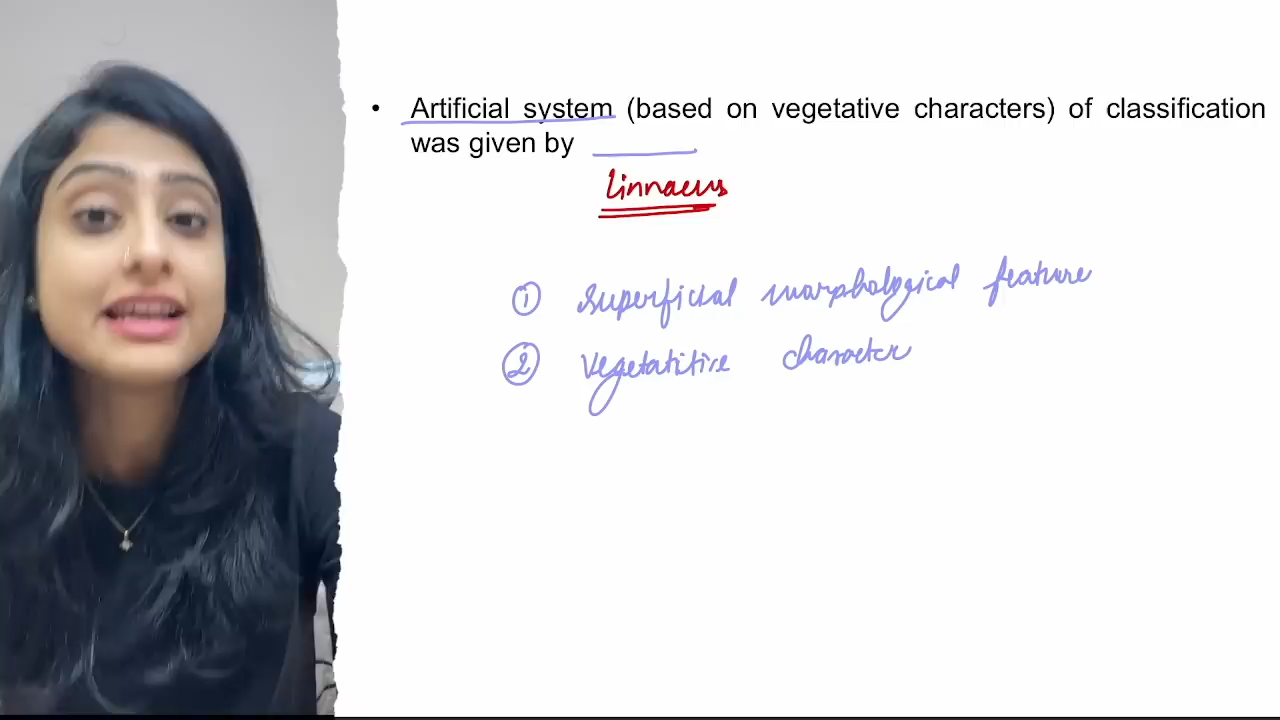 • Artificial system (based on vegetative characters) of classification
was given by ______
Linnaeus
① superficial morphological feature
② vegetatitive character